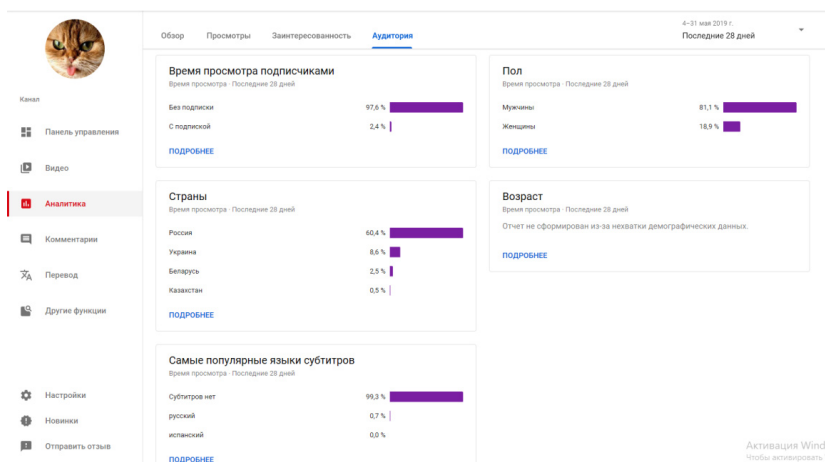 Обзор Просмотры Заинтересованность Аудитория
4–31 мая 2019 г.
Последние 28 дней
Канал
Панель управления
Видео
Аналитика
Комментарии
Перевод
Другие функции
Настройки
Новинки
Отправить отзыв
Время просмотра подписчиками
Время просмотра · Последние 28 дней
Без подписки 97,6 %
С подпиской 2,4 %
ПОДРОБНЕЕ
Пол
Время просмотра · Последние 28 дней
Мужчины 81,1 %
Женщины 18,9 %
ПОДРОБНЕЕ
Страны
Время просмотра · Последние 28 дней
Россия 60,4 %
Украина 8,6 %
Беларусь 2,5 %
Казахстан 0,5 %
ПОДРОБНЕЕ
Возраст
Время просмотра · Последние 28 дней
Отчет не сформирован из-за нехватки демографических данных.
ПОДРОБНЕЕ
Самые популярные языки субтитров
Время просмотра · Последние 28 дней
Субтитров нет 99,3 %
русский 0,7 %
испанский 0,0 %
ПОДРОБНЕЕ
Активация Wind
Чтобы активировать